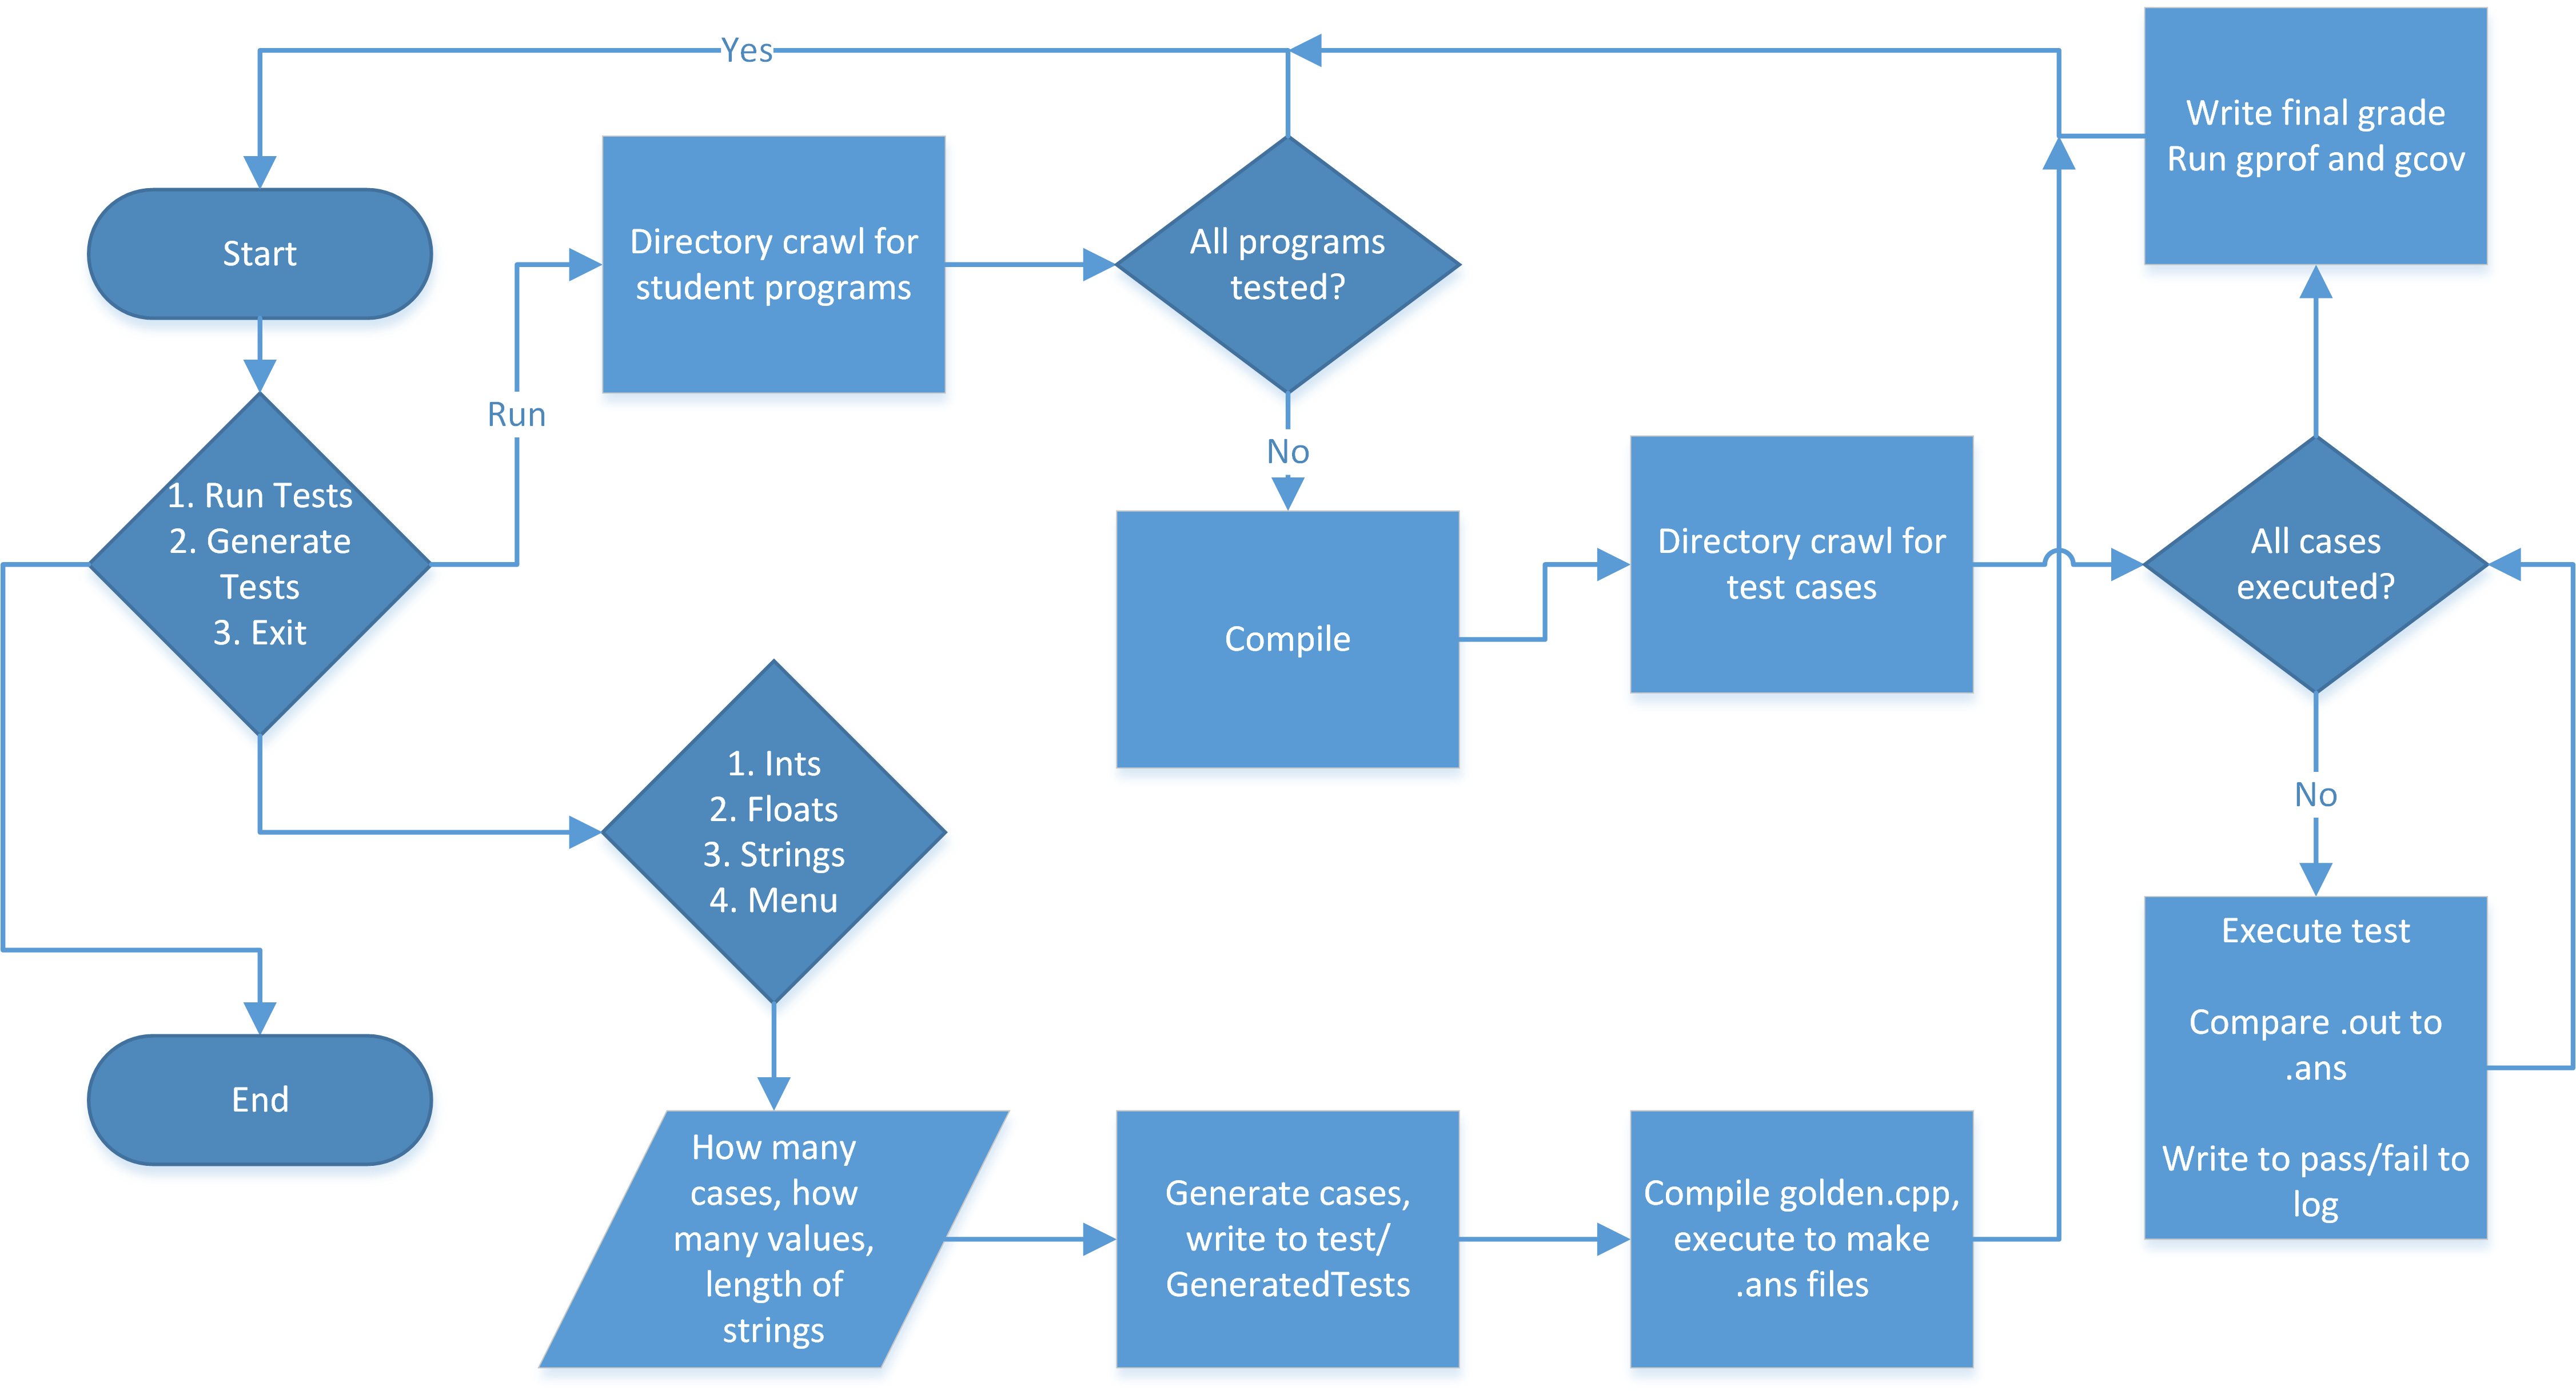 Yes
Write final grade
Run gprof and gcov
Start
Directory crawl for
student programs
All programs
tested?
Run
No
1. Run Tests
2. Generate
Tests
3. Exit
Directory crawl for
test cases
All cases
executed?
Compile
1. Ints
2. Floats
3. Strings
4. Menu
No
End
Execute test
Compare .out to
.ans
Write to pass/fail to
log
How many
cases, how
many values,
length of
strings
Generate cases,
write to test/
GeneratedTests
Compile golden.cpp,
execute to make
.ans files